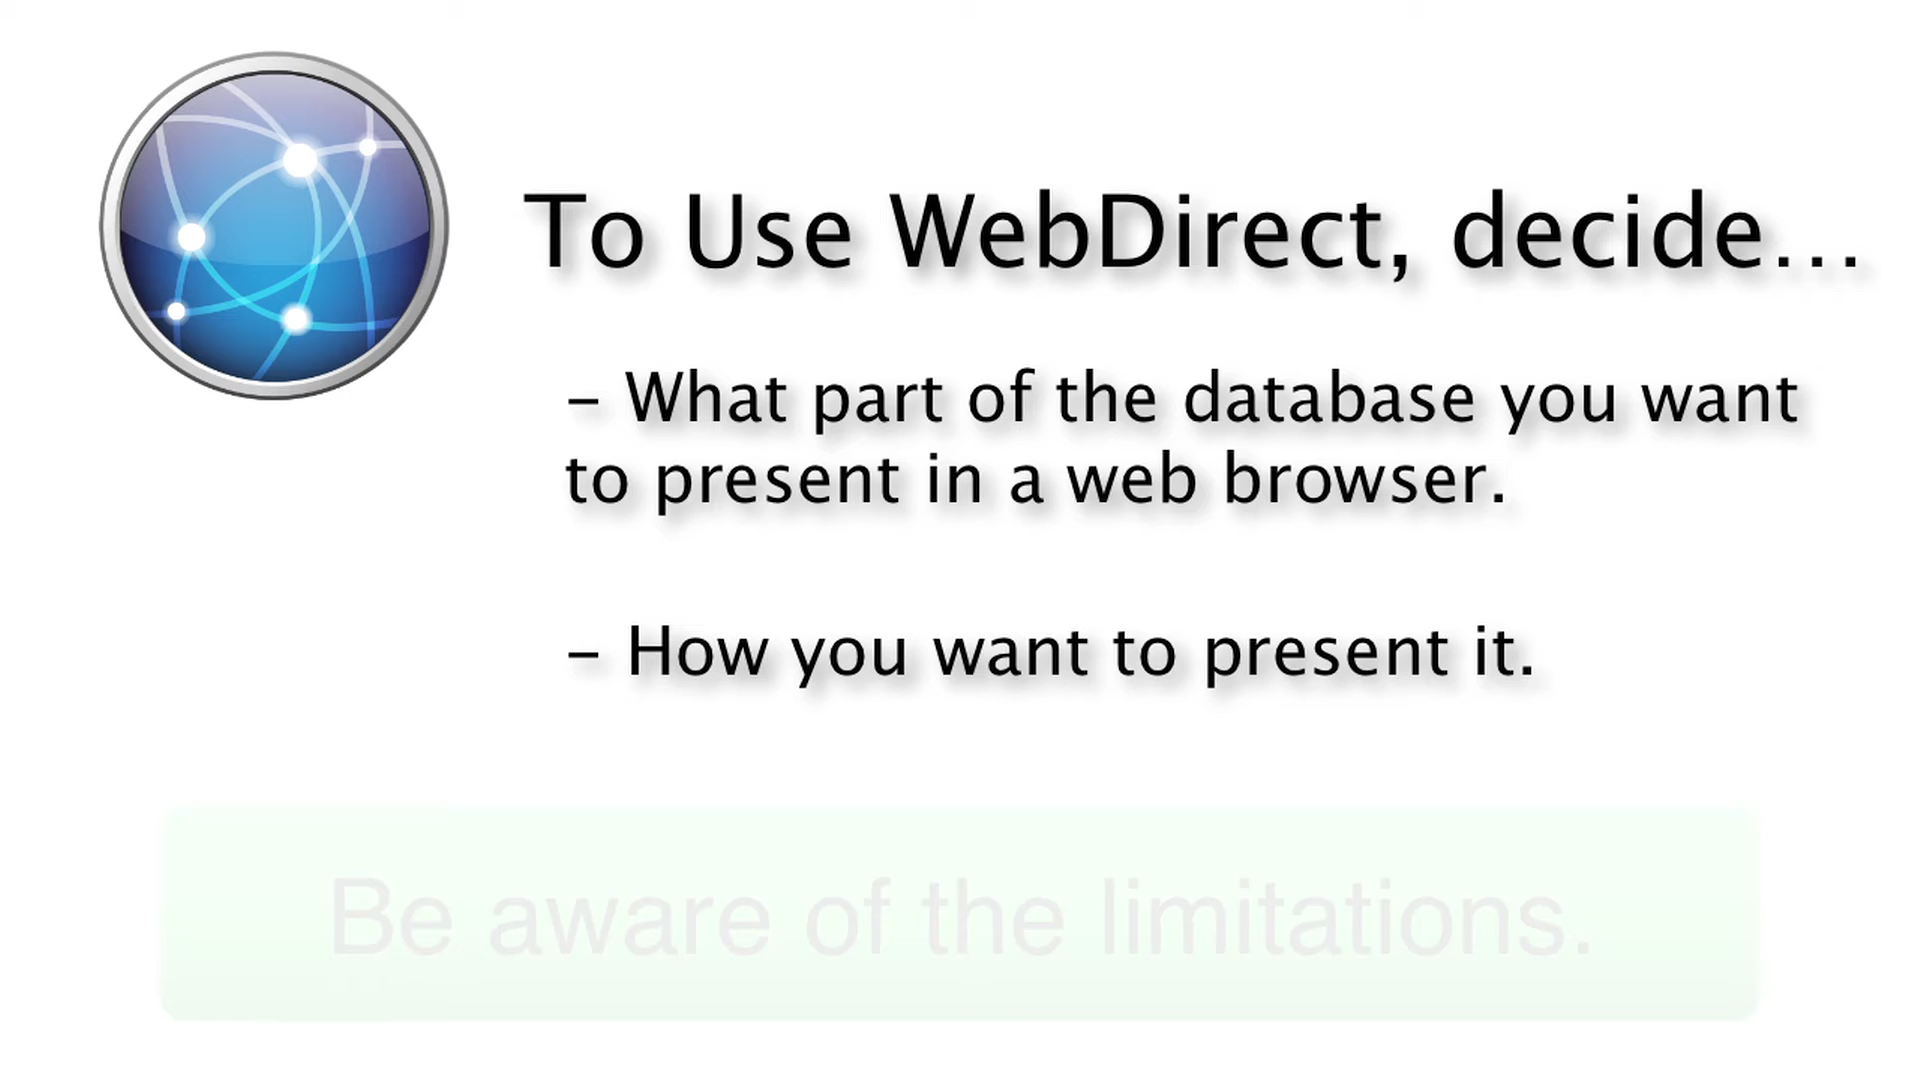 To Use WebDirect, decide...
– What part of the database you want
to present in a web browser.
– How you want to present it.
Be aware of the limitations.